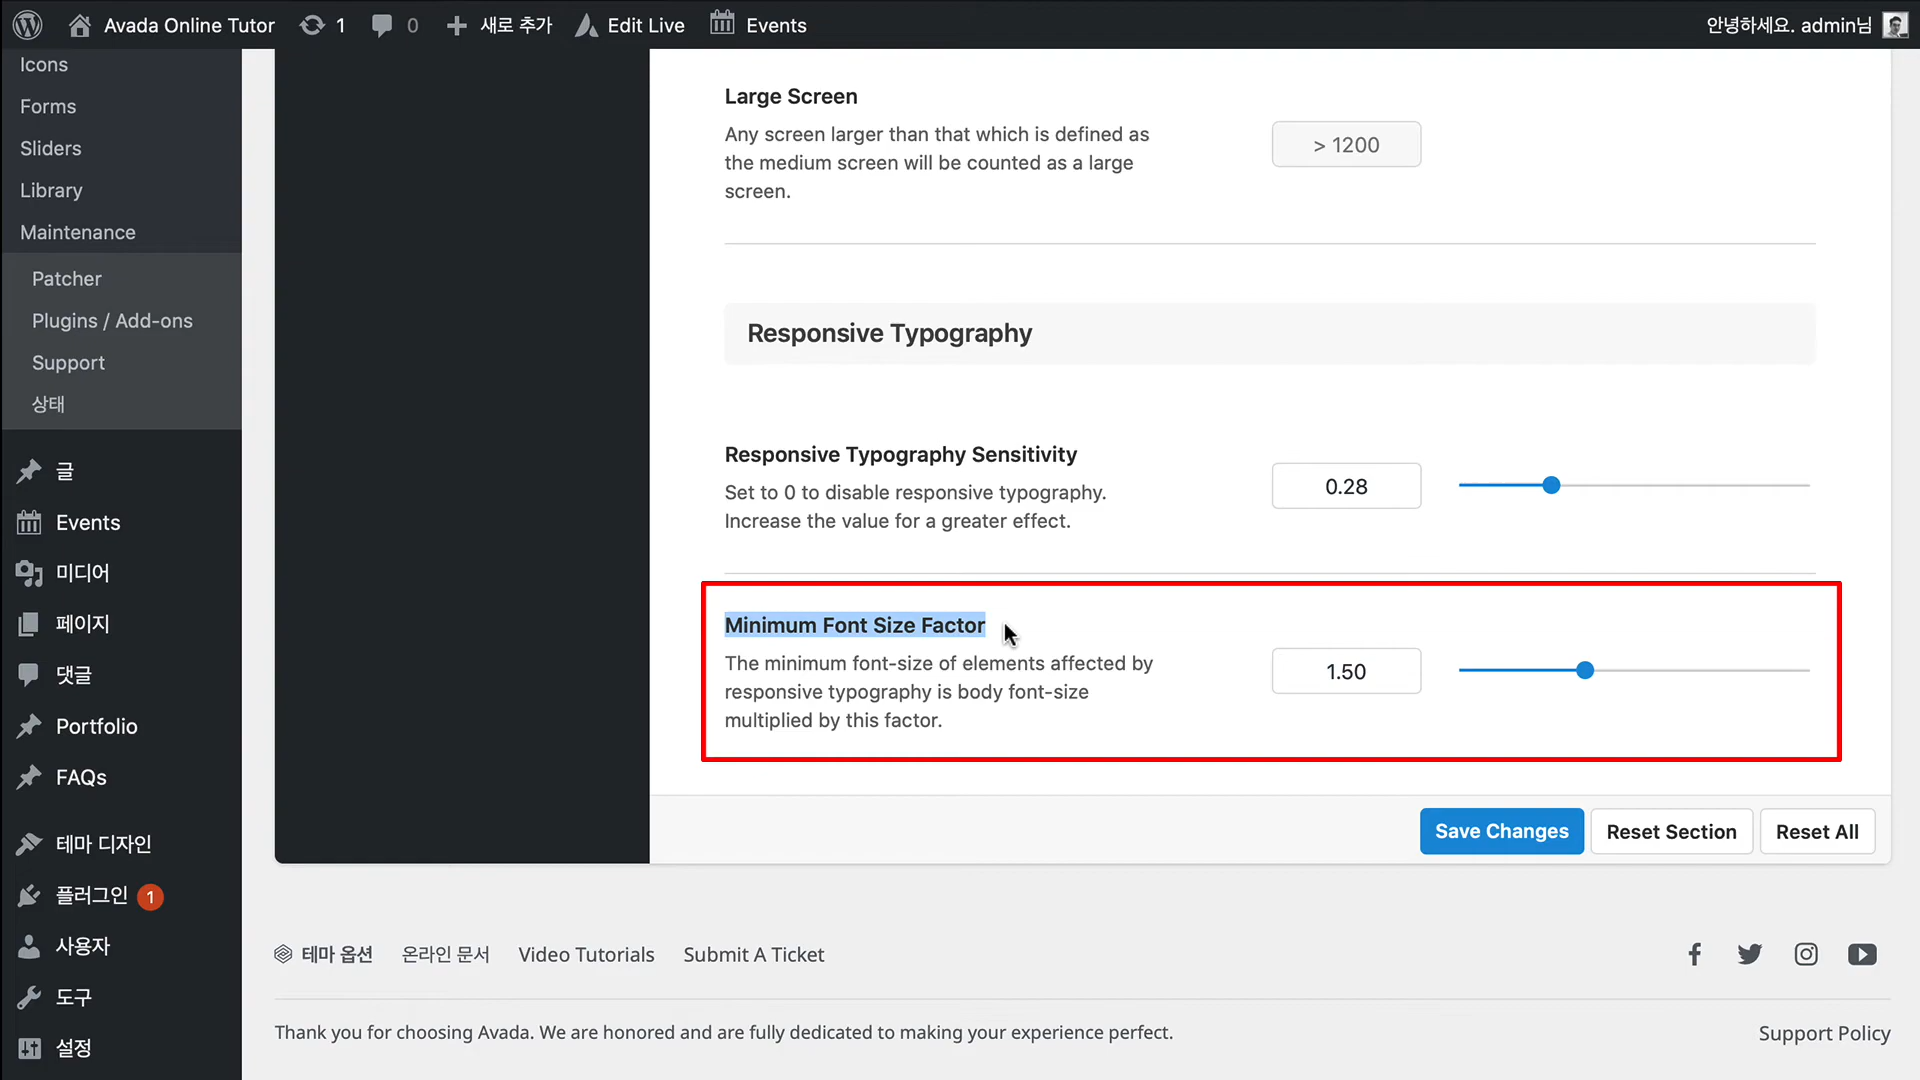 Avada Online Tutor 1 0 새로 추가 Edit Live Events 안녕하세요. admin님
Icons
Forms
Sliders
Library
Maintenance
Patcher
Plugins / Add-ons
Support
상태
글
Events
미디어
페이지
댓글
Portfolio
FAQs
테마 디자인
플러그인 1
사용자
도구
설정
Large Screen
Any screen larger than that which is defined as
the medium screen will be counted as a large
screen.
> 1200
Responsive Typography
Responsive Typography Sensitivity
Set to 0 to disable responsive typography.
Increase the value for a greater effect.
0.28
Minimum Font Size Factor
The minimum font-size of elements affected by
responsive typography is body font-size
multiplied by this factor.
1.50
Save Changes Reset Section Reset All
테마 옵션 온라인 문서 Video Tutorials Submit A Ticket
Thank you for choosing Avada. We are honored and are fully dedicated to making your experience perfect. Support Policy